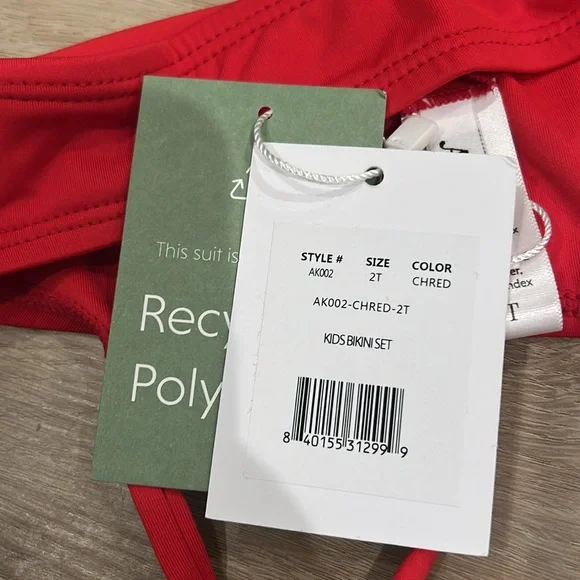 This suit is
Recy
Poly
STYLE # SIZE COLOR
AK002 2T CHRED
AK002-CHRED-2T
KIDS BIKINI SET
8 40155 31299 9
T